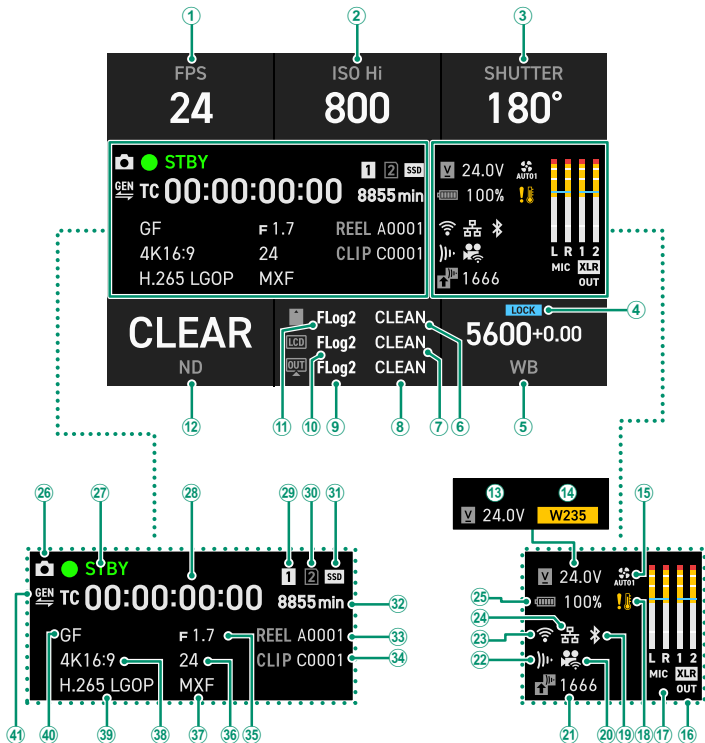 ① ② ③
FPS ISO Hi SHUTTER
24 800 180°
STBY 1 2 SSD V 24.0V AUTO1
GEN TC 00:00:00:00 8855min 100% !
GF F1.7 REEL A0001
4K16:9 24 CLIP C0001 L R 1 2
H.265 LGOP MXF 1666 MIC XLR
OUT
CLEAR FLog2 CLEAN LOCK ④
ND LCD FLog2 CLEAN 5600+0.00
OUT FLog2 CLEAN WB
⑫ ⑪ ⑩ ⑨ ⑧ ⑦ ⑥ ⑤
⑬ ⑭
V 24.0V W235
㉖ ㉗ ㉘ ㉙ ㉚ ㉛ ⑮
STBY 1 2 SSD V 24.0V AUTO1
㊶ GEN TC 00:00:00:00 8855min ㉜ ㉕ 100% !
GF F1.7 REEL A0001 ㉝ ㉔
4K16:9 24 CLIP C0001 ㉞ ㉓ L R 1 2
H.265 LGOP MXF ㉒ 1666 MIC XLR
OUT
㊵ ㊴ ㊳ ㊲ ㊱ ㉟ ㉑ ⑳ ⑲ ⑱ ⑰ ⑯